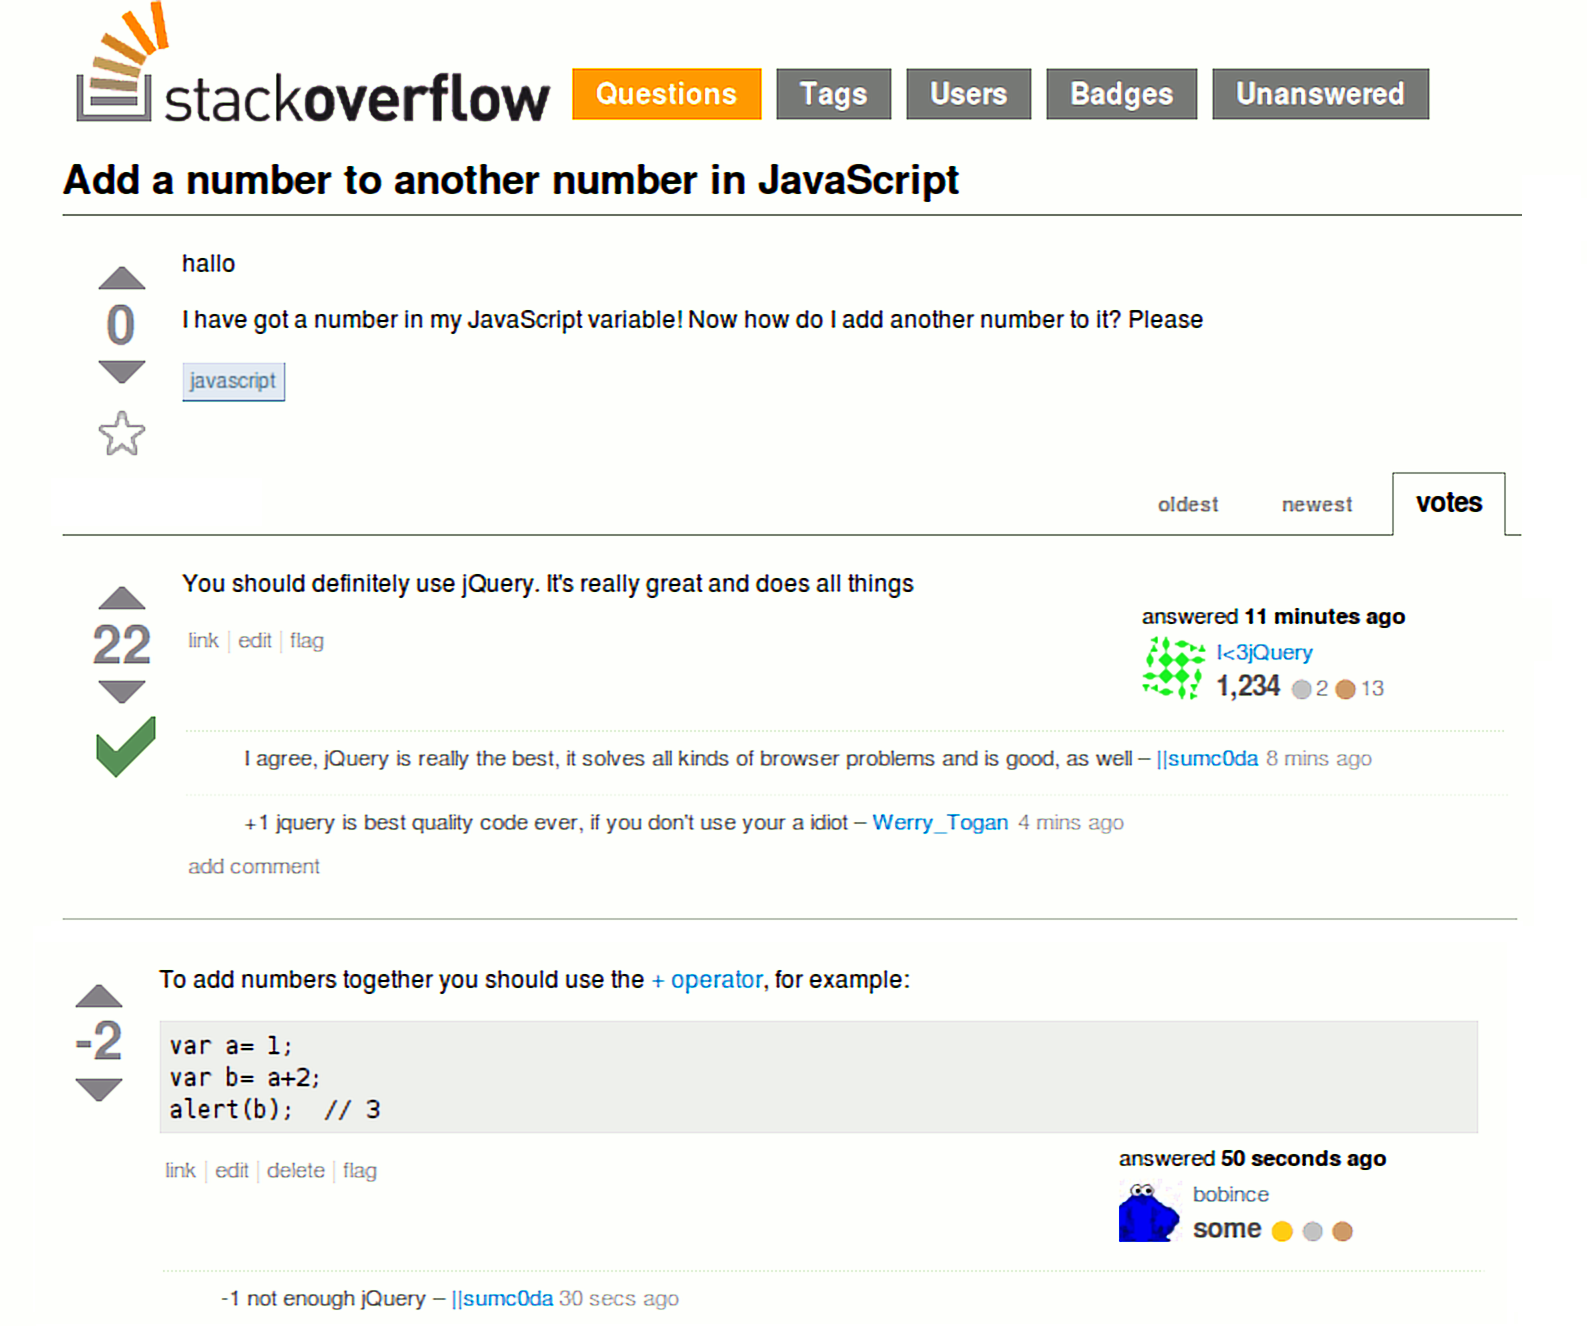 stackoverflow Questions Tags Users Badges Unanswered
Add a number to another number in JavaScript
hallo
0
I have got a number in my JavaScript variable! Now how do I add another number to it? Please
javascript
oldest newest votes
You should definitely use jQuery. It's really great and does all things
22
answered 11 minutes ago
link | edit | flag
I<3jQuery
1,234 2 13
I agree, jQuery is really the best, it solves all kinds of browser problems and is good, as well – ||sumc0da 8 mins ago
+1 jquery is best quality code ever, if you don't use your a idiot – Werry_Togan 4 mins ago
add comment
To add numbers together you should use the + operator, for example:
-2
var a= 1;
var b= a+2;
alert(b);  // 3
answered 50 seconds ago
link | edit | delete | flag
bobince
some
-1 not enough jQuery – ||sumc0da 30 secs ago